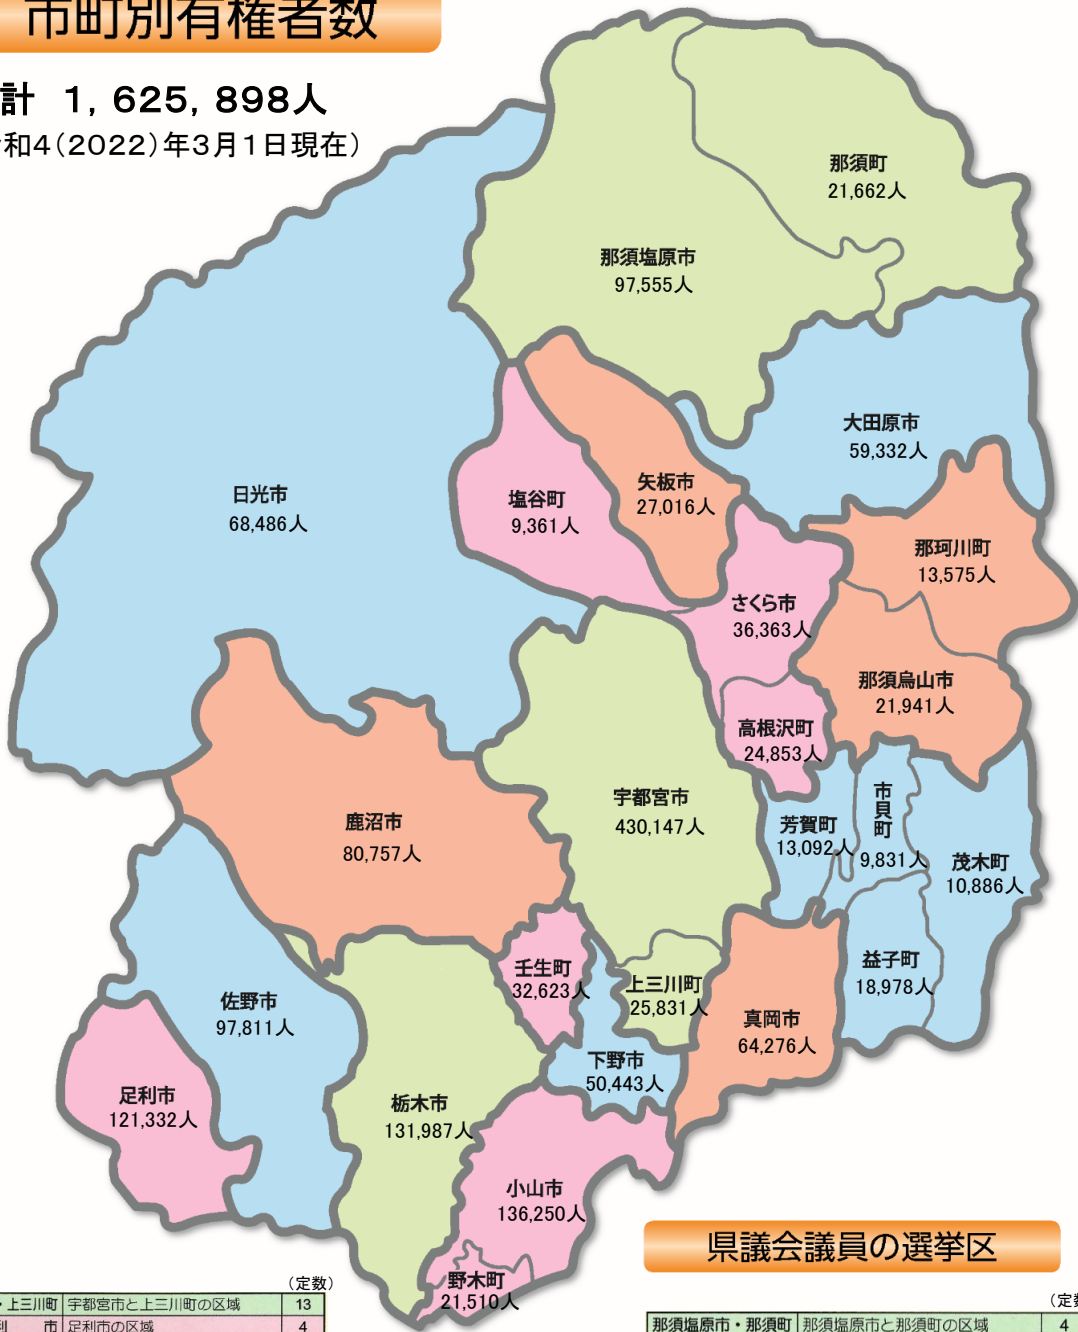 市町別有権者数
計 1,625,898人
和4(2022)年3月1日現在)
那須町
21,662人
那須塩原市
97,555人
大田原市
59,332人
日光市
68,486人
塩谷町
9,361人
矢板市
27,016人
那珂川町
13,575人
さくら市
36,363人
那須烏山市
21,941人
高根沢町
24,853人
宇都宮市
430,147人
鹿沼市
80,757人
芳賀町
13,092人
市貝町
9,831人
茂木町
10,886人
益子町
18,978人
壬生町
32,623人
上三川町
25,831人
佐野市
97,811人
真岡市
64,276人
下野市
50,443人
足利市
121,332人
栃木市
131,987人
小山市
136,250人
野木町
21,510人
県議会議員の選挙区
(定数)
・上三川町 宇都宮市と上三川町の区域 13
利 市 足利市の区域 4
(定数
那須塩原市・那須町 那須塩原市と那須町の区域 4